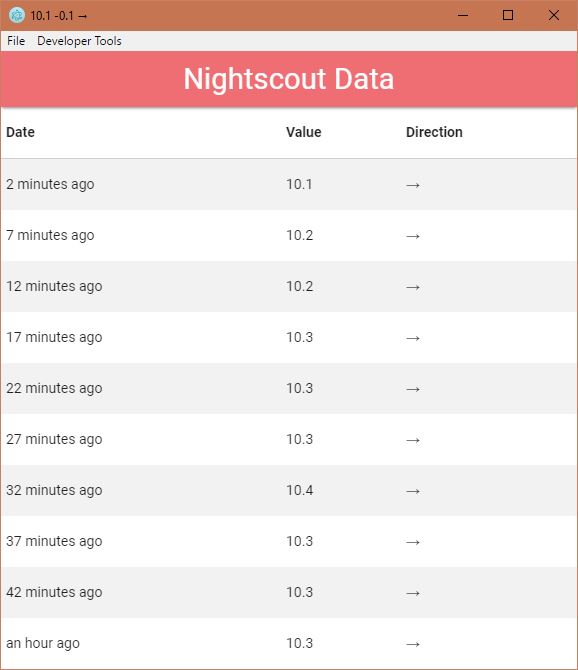 10.1 -0.1 →
File Developer Tools
Nightscout Data
Date Value Direction
2 minutes ago 10.1 →
7 minutes ago 10.2 →
12 minutes ago 10.2 →
17 minutes ago 10.3 →
22 minutes ago 10.3 →
27 minutes ago 10.3 →
32 minutes ago 10.4 →
37 minutes ago 10.3 →
42 minutes ago 10.3 →
an hour ago 10.3 →